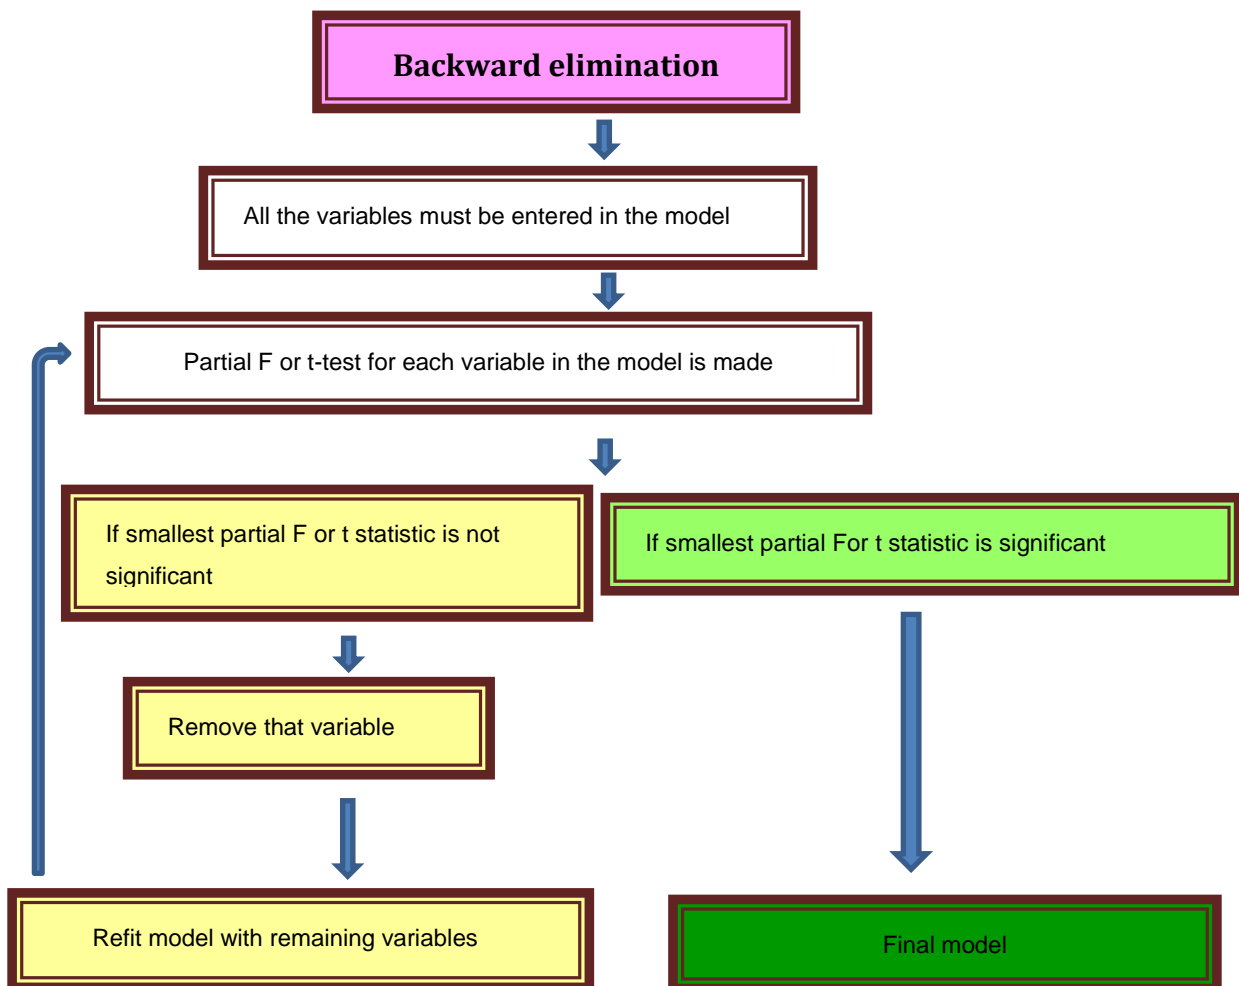 Backward elimination
All the variables must be entered in the model
Partial F or t-test for each variable in the model is made
If smallest partial F or t statistic is not
significant
If smallest partial For t statistic is significant
Remove that variable
Refit model with remaining variables
Final model